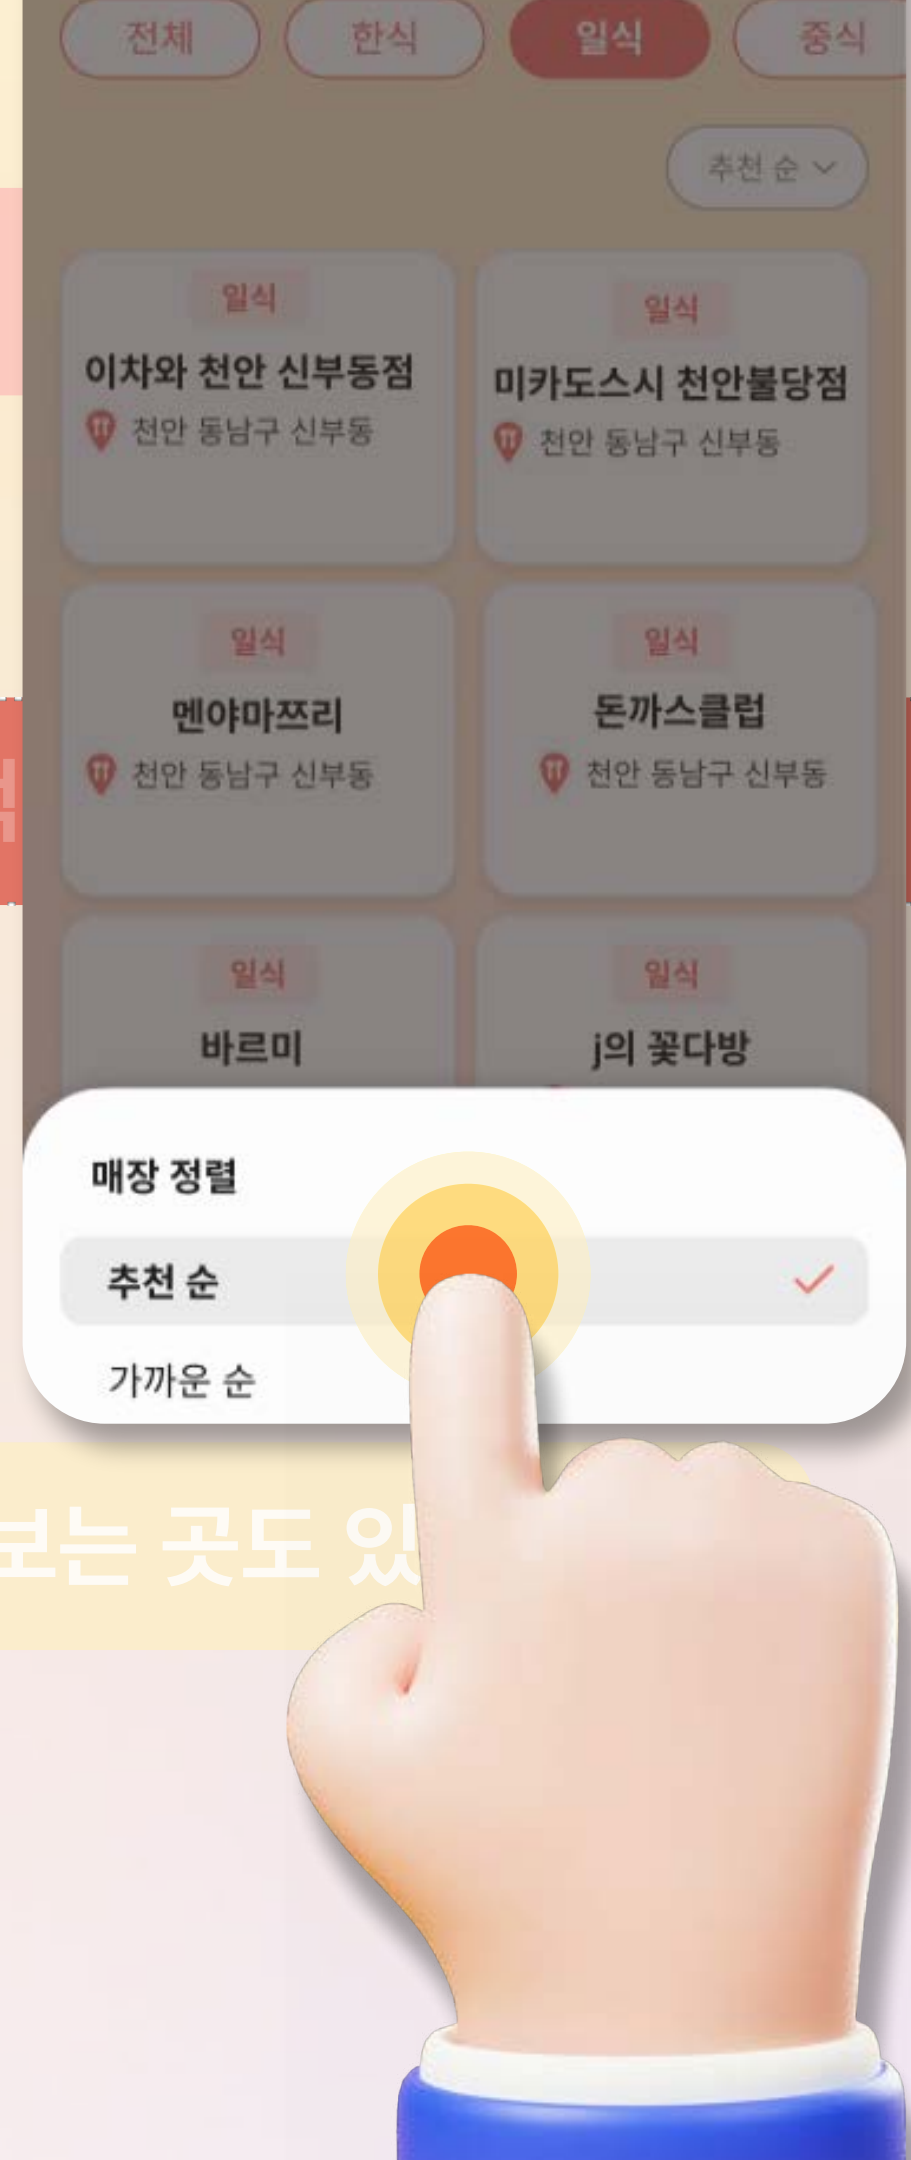 전체 한식 일식 중식
추천 순
일식 일식
이차와 천안 신부동점 미카도스시 천안불당점
천안 동남구 신부동 천안 동남구 신부동
일식 일식
멘야마쯔리 돈까스클럽
천안 동남구 신부동 천안 동남구 신부동
일식 일식
바르미 j의 꽃다방
매장 정렬
추천 순
가까운 순
보는 곳도 있